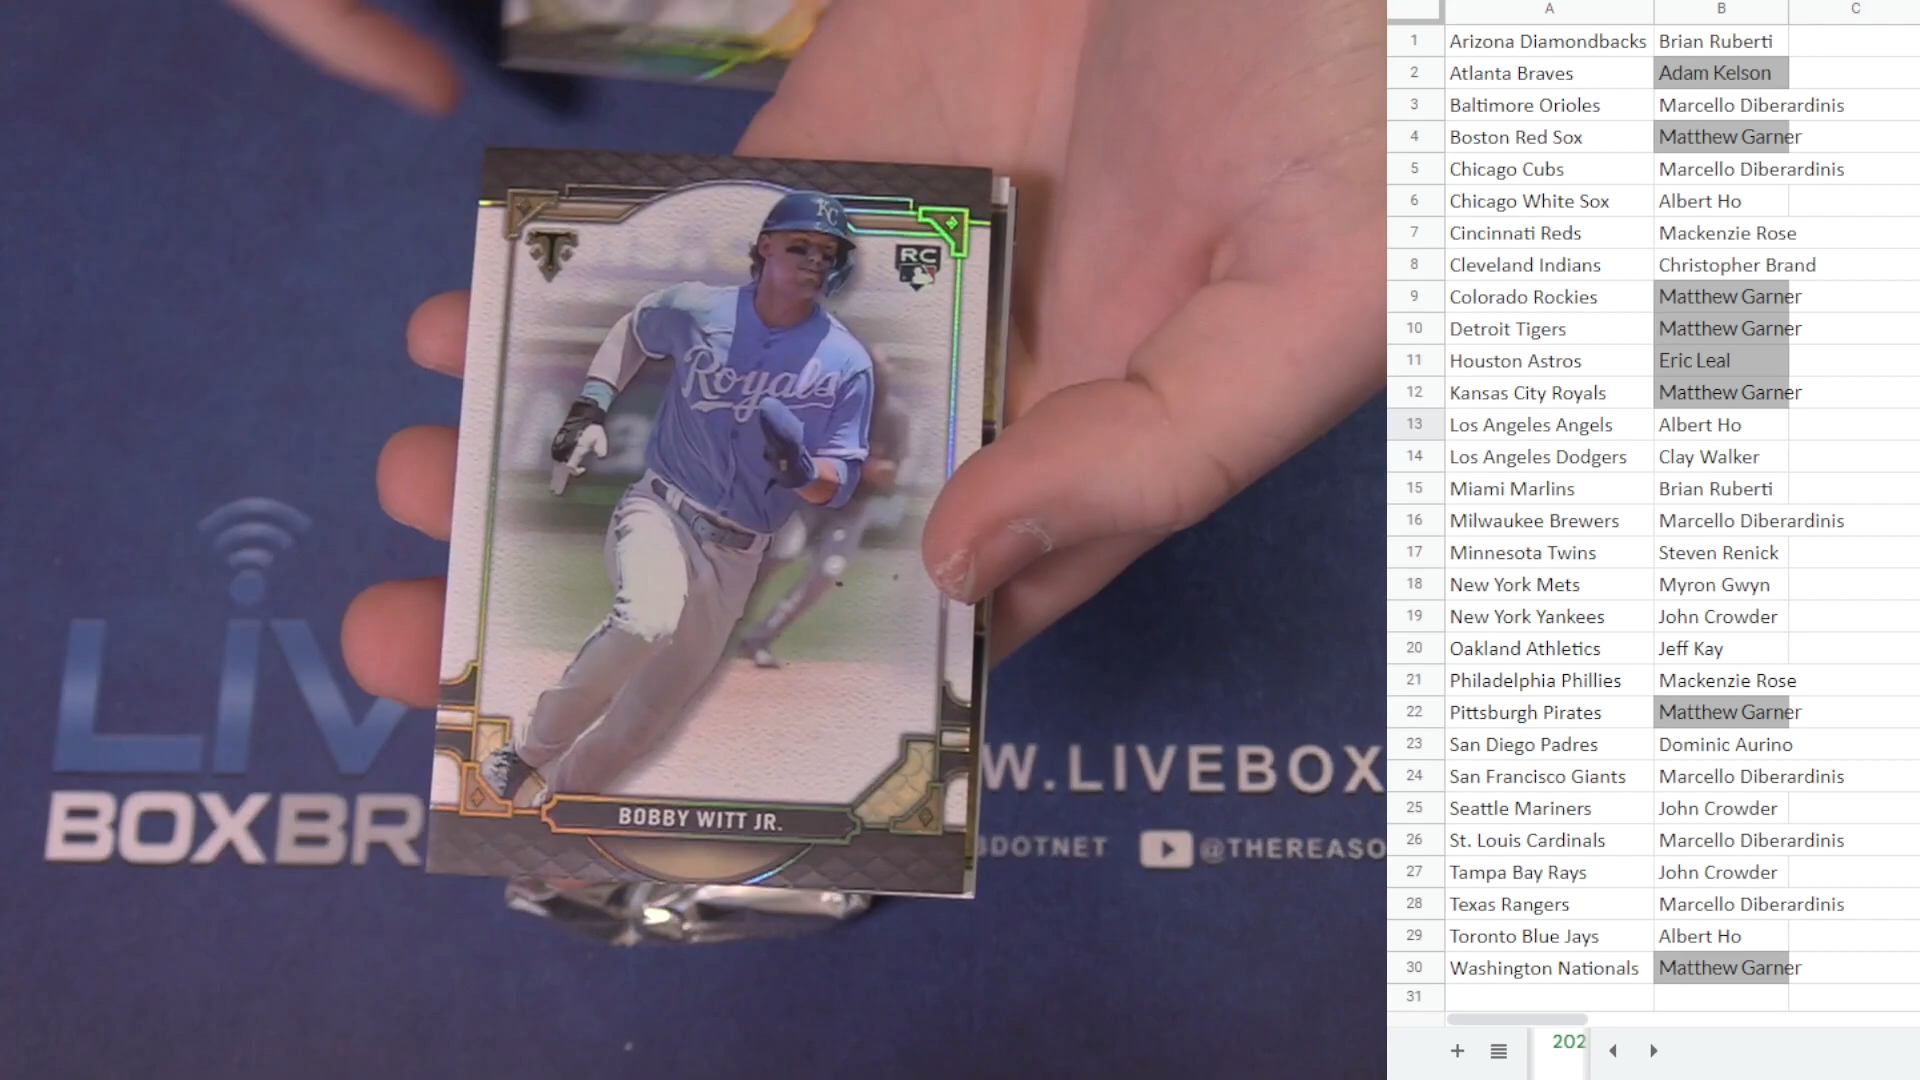 KC
RC
Royals
BOBBY WITT JR.
LIV
BOXBR
W.LIVEBOX
BDOTNET @THEREASO
A B C
1 Arizona Diamondbacks Brian Ruberti
2 Atlanta Braves Adam Kelson
3 Baltimore Orioles Marcello Diberardinis
4 Boston Red Sox Matthew Garner
5 Chicago Cubs Marcello Diberardinis
6 Chicago White Sox Albert Ho
7 Cincinnati Reds Mackenzie Rose
8 Cleveland Indians Christopher Brand
9 Colorado Rockies Matthew Garner
10 Detroit Tigers Matthew Garner
11 Houston Astros Eric Leal
12 Kansas City Royals Matthew Garner
13 Los Angeles Angels Albert Ho
14 Los Angeles Dodgers Clay Walker
15 Miami Marlins Brian Ruberti
16 Milwaukee Brewers Marcello Diberardinis
17 Minnesota Twins Steven Renick
18 New York Mets Myron Gwyn
19 New York Yankees John Crowder
20 Oakland Athletics Jeff Kay
21 Philadelphia Phillies Mackenzie Rose
22 Pittsburgh Pirates Matthew Garner
23 San Diego Padres Dominic Aurino
24 San Francisco Giants Marcello Diberardinis
25 Seattle Mariners John Crowder
26 St. Louis Cardinals Marcello Diberardinis
27 Tampa Bay Rays John Crowder
28 Texas Rangers Marcello Diberardinis
29 Toronto Blue Jays Albert Ho
30 Washington Nationals Matthew Garner
31
202